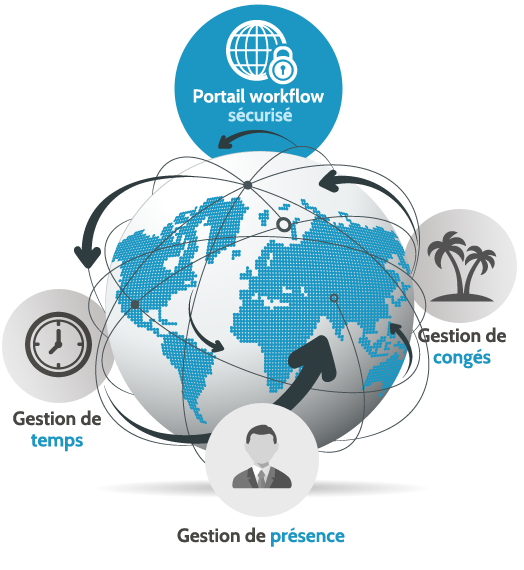 Portail workflow
sécurisé
Gestion de
congés
Gestion de
temps
Gestion de présence